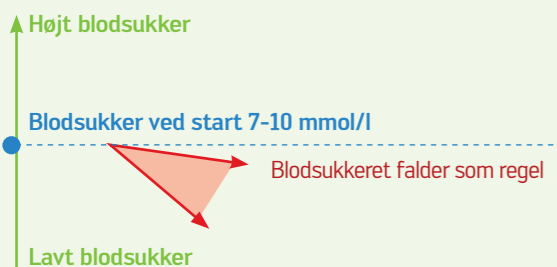 Højt blodsukker
Blodsukker ved start 7-10 mmol/l
Blodsukkeret falder som regel
Lavt blodsukker